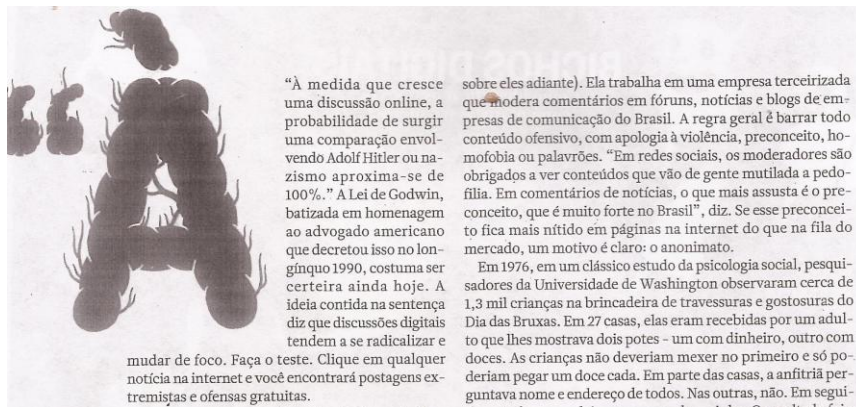 “À medida que cresce
uma discussão online, a
probabilidade de surgir
uma comparação envol-
vendo Adolf Hitler ou na-
zismo aproxima-se de
100%.” A Lei de Godwin,
batizada em homenagem
ao advogado americano
que decretou isso no lon-
gínquo 1990, costuma ser
certeira ainda hoje. A
ideia contida na sentença
diz que discussões digitais
tendem a se radicalizar e
mudar de foco. Faça o teste. Clique em qualquer
notícia na internet e você encontrará postagens ex-
tremistas e ofensas gratuitas.
sobre eles adiante). Ela trabalha em uma empresa terceirizada
que modera comentários em fóruns, notícias e blogs de em-
presas de comunicação do Brasil. A regra geral é barrar todo
conteúdo ofensivo, com apologia à violência, preconceito, ho-
mofobia ou palavrões. “Em redes sociais, os moderadores são
obrigados a ver conteúdos que vão de gente mutilada a pedo-
filia. Em comentários de notícias, o que mais assusta é o pre-
conceito, que é muito forte no Brasil”, diz. Se esse preconcei-
to fica mais nítido em páginas na internet do que na fila do
mercado, um motivo é claro: o anonimato.
Em 1976, em um clássico estudo da psicologia social, pesqui-
sadores da Universidade de Washington observaram cerca de
1,3 mil crianças na brincadeira de travessuras e gostosuras do
Dia das Bruxas. Em 27 casas, elas eram recebidas por um adul-
to que lhes mostrava dois potes - um com dinheiro, outro com
doces. As crianças não deveriam mexer no primeiro e só po-
deriam pegar um doce cada. Em parte das casas, a anfitriã per-
guntava nome e endereço de todos. Nas outras, não. Em segui-